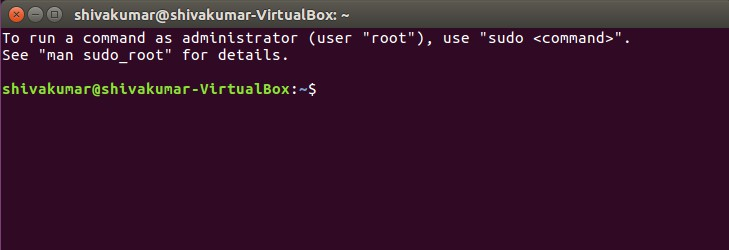 shivakumar@shivakumar-VirtualBox: ~
To run a command as administrator (user "root"), use "sudo <command>".
See "man sudo_root" for details.
shivakumar@shivakumar-VirtualBox:~$